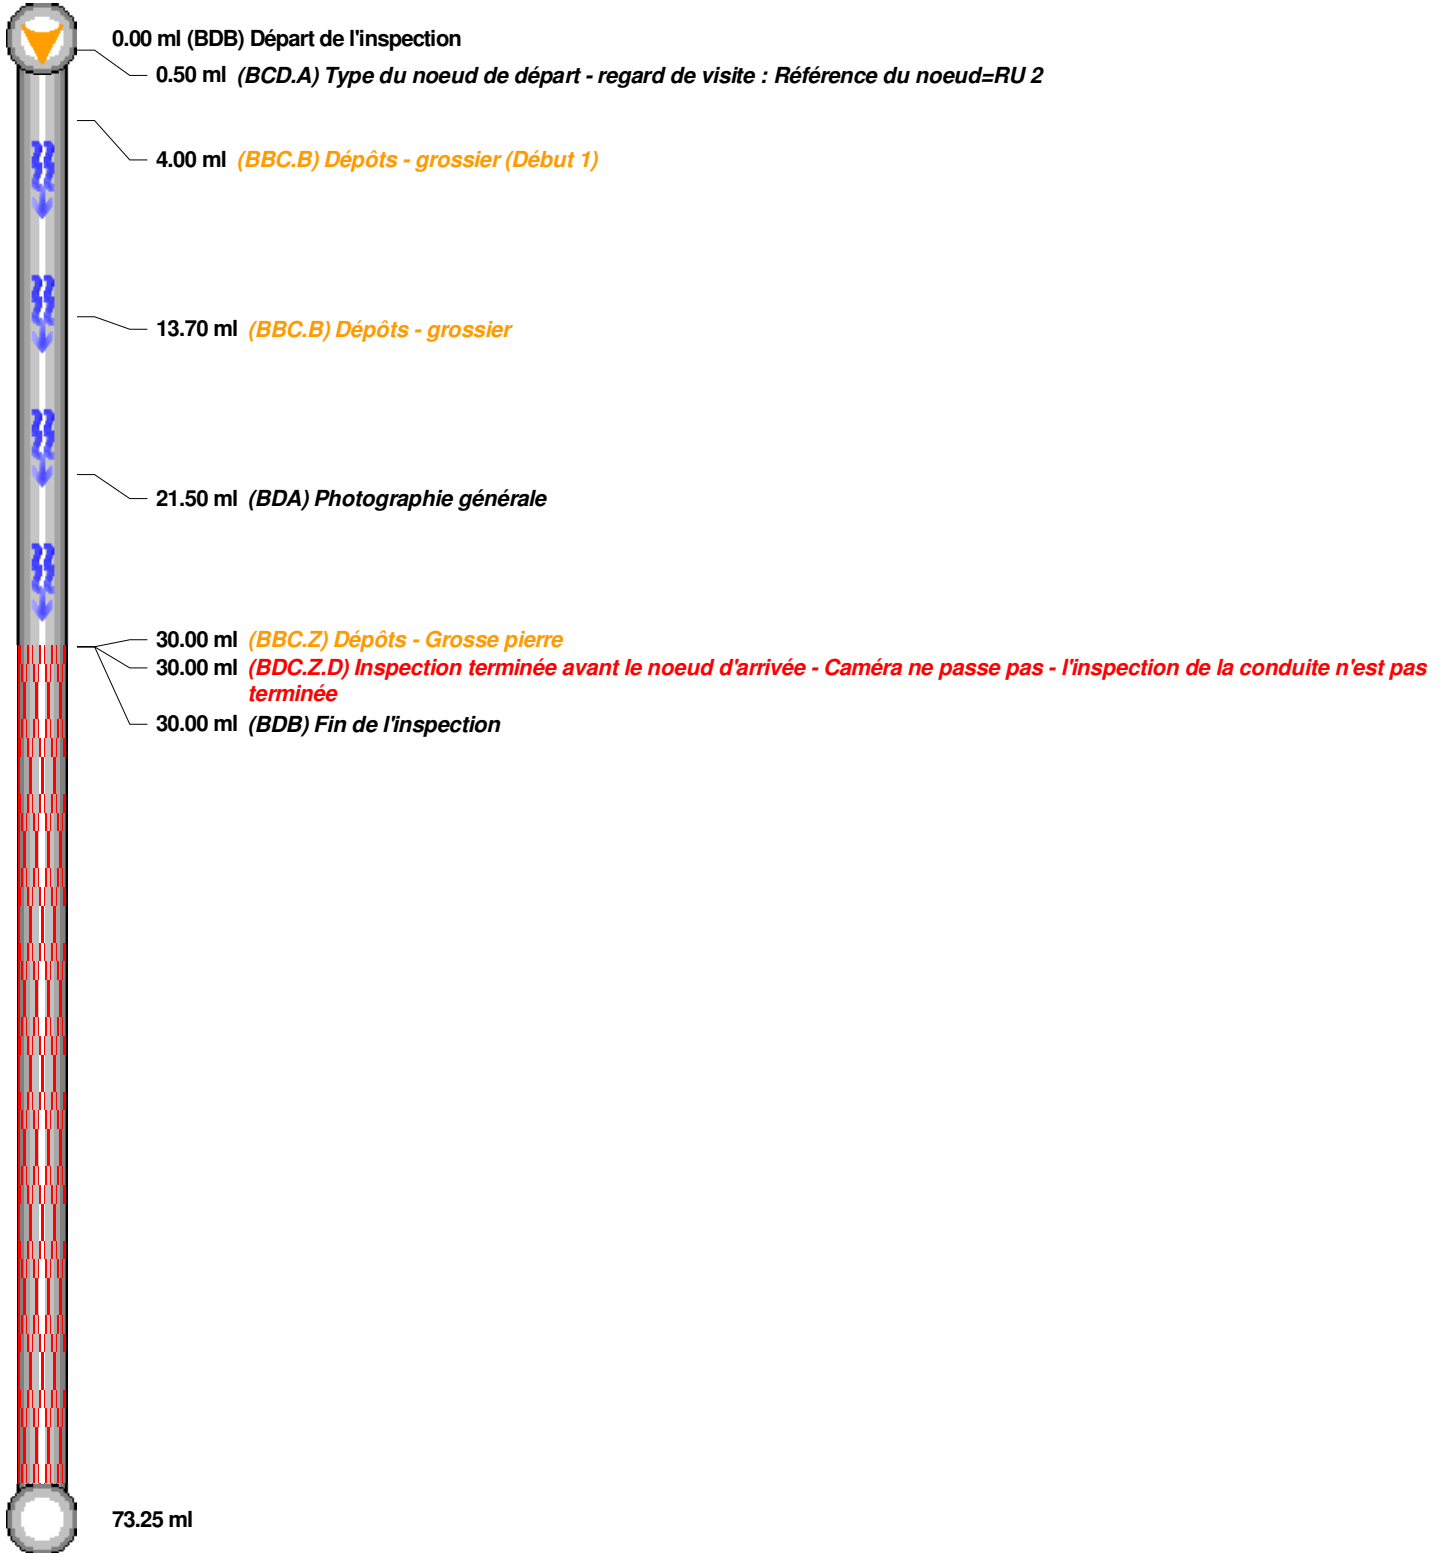 0.00 ml (BDB) Départ de l'inspection
0.50 ml (BCD.A) Type du noeud de départ - regard de visite : Référence du noeud=RU 2
4.00 ml (BBC.B) Dépôts - grossier (Début 1)
13.70 ml (BBC.B) Dépôts - grossier
21.50 ml (BDA) Photographie générale
30.00 ml (BBC.Z) Dépôts - Grosse pierre
30.00 ml (BDC.Z.D) Inspection terminée avant le noeud d'arrivée - Caméra ne passe pas - l'inspection de la conduite n'est pas
terminée
30.00 ml (BDB) Fin de l'inspection
73.25 ml